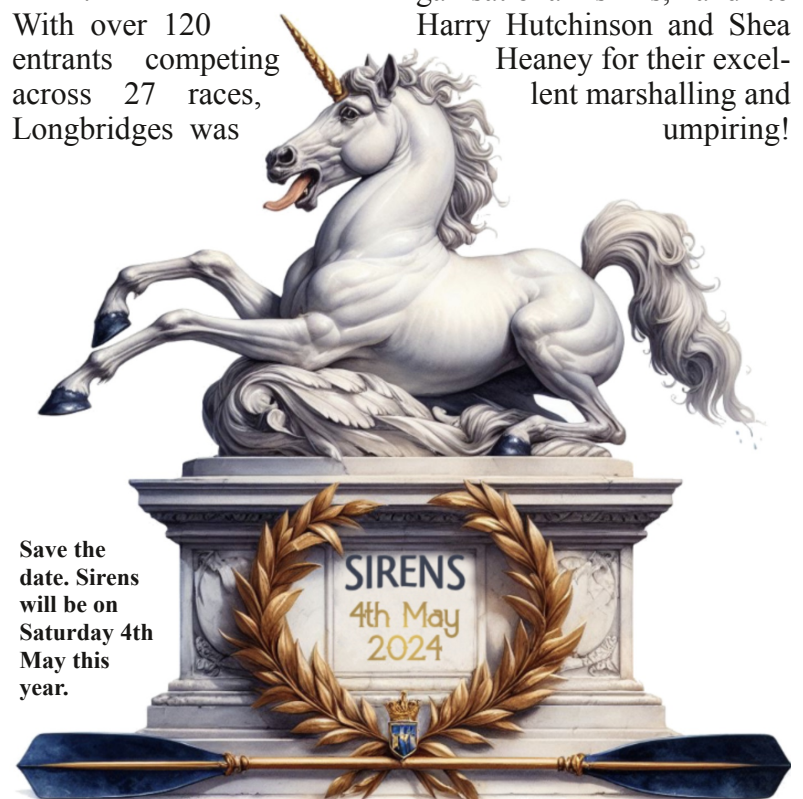 With over 120
entrants competing
across 27 races,
Longbridges was
Harry Hutchinson and Shea
Heaney for their excel-
lent marshalling and
umpiring!
Save the
date. Sirens
will be on
Saturday 4th
May this
year.
SIRENS
4th May
2024